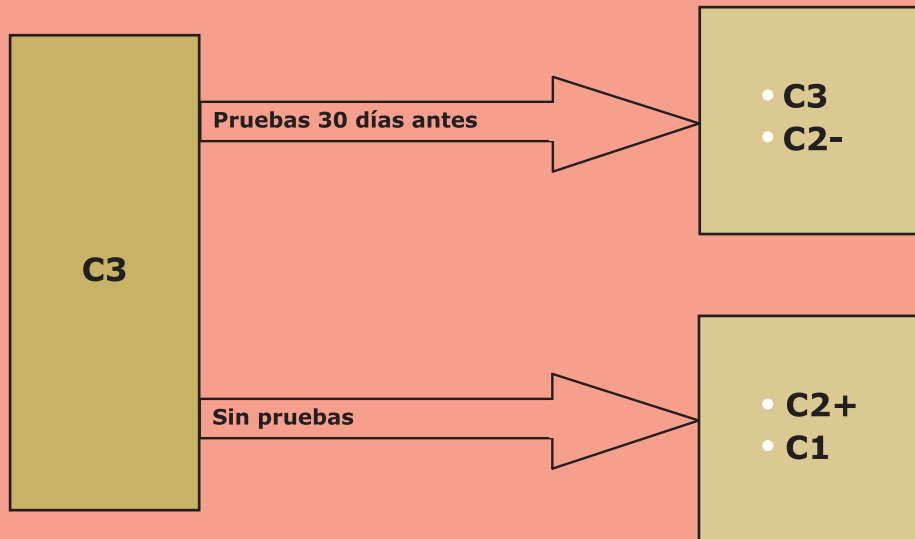 C3
Pruebas 30 días antes
• C3
• C2-
Sin pruebas
• C2+
• C1